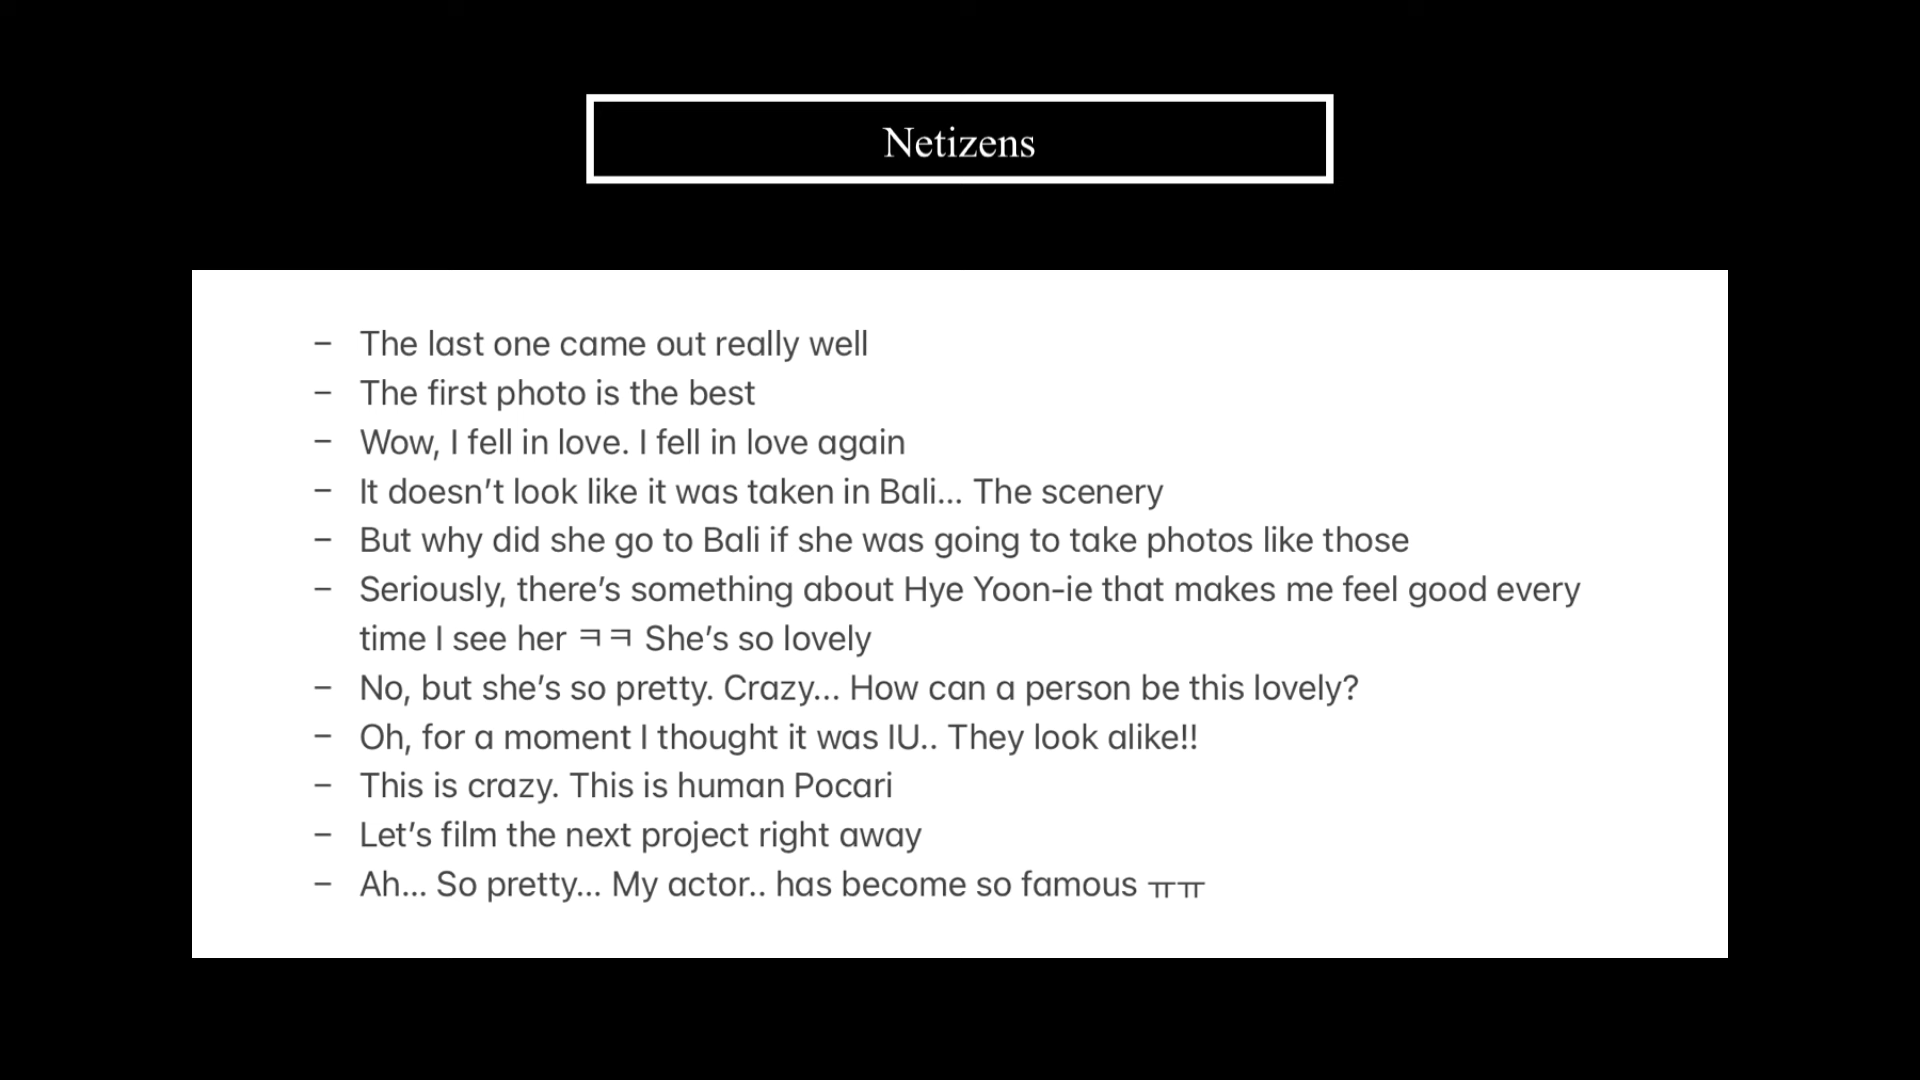 Netizens
– The last one came out really well
– The first photo is the best
– Wow, I fell in love. I fell in love again
– It doesn’t look like it was taken in Bali... The scenery
– But why did she go to Bali if she was going to take photos like those
– Seriously, there’s something about Hye Yoon-ie that makes me feel good every
time I see her ㅋㅋ She’s so lovely
– No, but she’s so pretty. Crazy... How can a person be this lovely?
– Oh, for a moment I thought it was IU.. They look alike!!
– This is crazy. This is human Pocari
– Let’s film the next project right away
– Ah... So pretty... My actor.. has become so famous ㅠㅠ